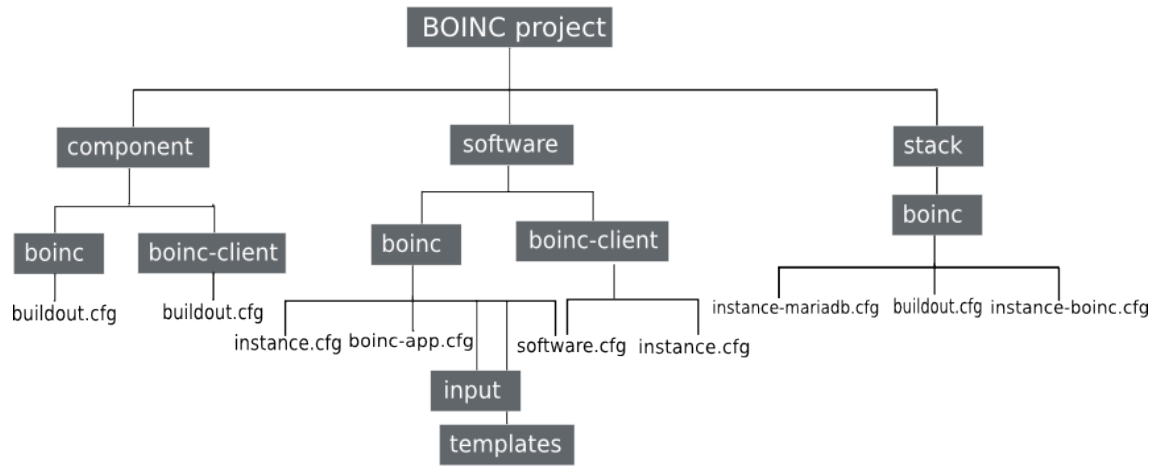 BOINC project
component
software
stack
boinc
boinc-client
boinc
boinc-client
boinc
buildout.cfg
buildout.cfg
instance.cfg
boinc-app.cfg
software.cfg
instance.cfg
instance-mariadb.cfg
buildout.cfg
instance-boinc.cfg
input
templates